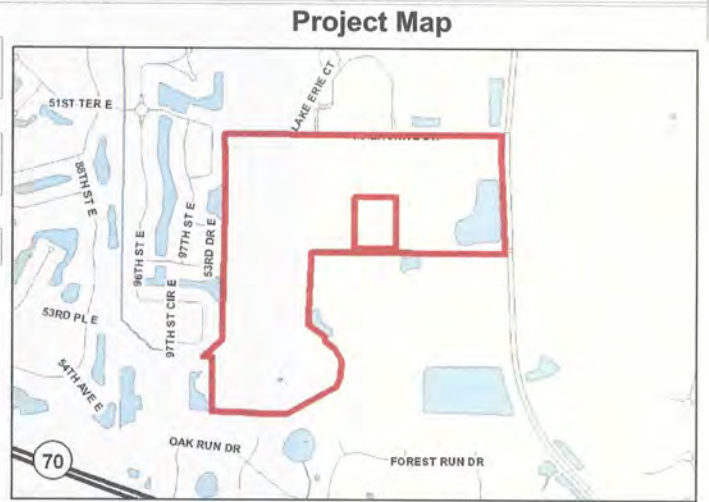 Project Map
51ST TER E
LAKE ERIE CT
88TH ST E
96TH ST E
97TH ST E
53RD DR E
53RD PL E
97TH ST CIR E
54TH AVE E
OAK RUN DR
70
FOREST RUN DR